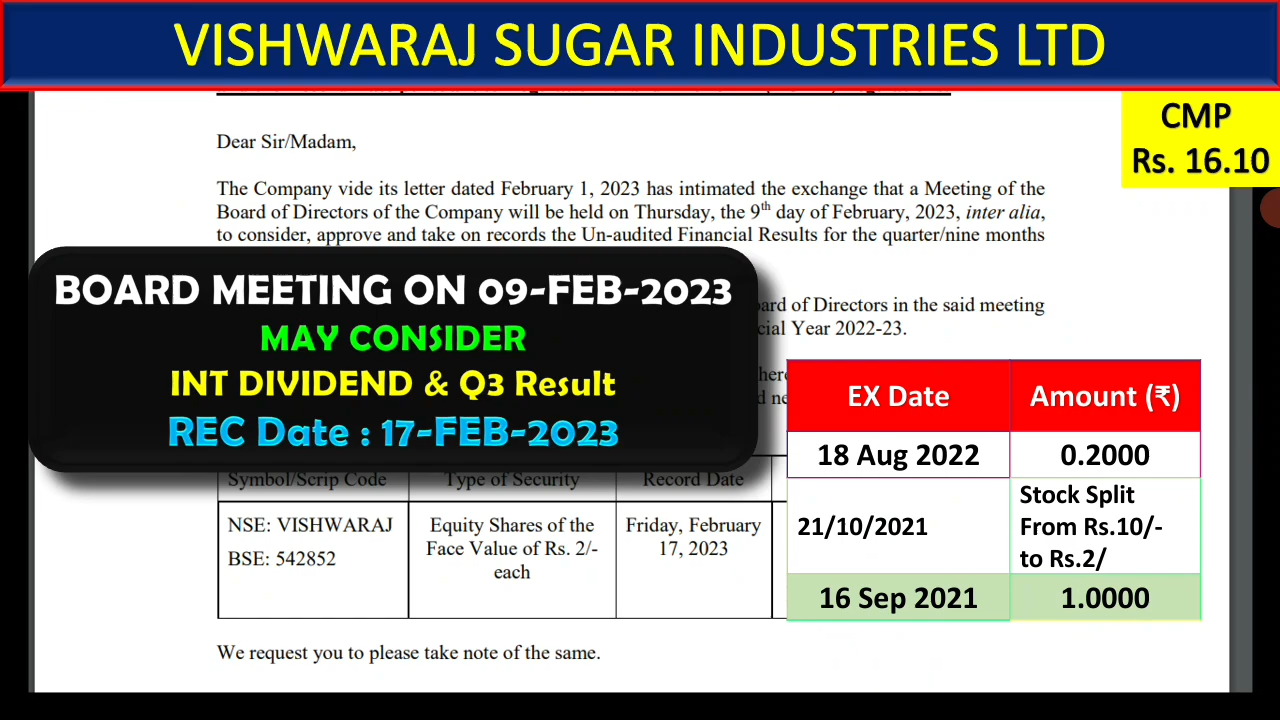 VISHWARAJ SUGAR INDUSTRIES LTD
CMP
Rs. 16.10
Dear Sir/Madam,
The Company vide its letter dated February 1, 2023 has intimated the exchange that a Meeting of the
Board of Directors of the Company will be held on Thursday, the 9th day of February, 2023, inter alia,
to consider, approve and take on records the Un-audited Financial Results for the quarter/nine months
BOARD MEETING ON 09-FEB-2023
MAY CONSIDER
INT DIVIDEND & Q3 Result
REC Date : 17-FEB-2023
of Directors in the said meeting
Year 2022-23.
EX Date Amount (₹)
18 Aug 2022 0.2000
21/10/2021 Stock Split
From Rs.10/-
to Rs.2/
16 Sep 2021 1.0000
Symbol/Scrip Code Type of Security Record Date
NSE: VISHWARAJ Equity Shares of the Friday, February
BSE: 542852 Face Value of Rs. 2/- 17, 2023
each
We request you to please take note of the same.